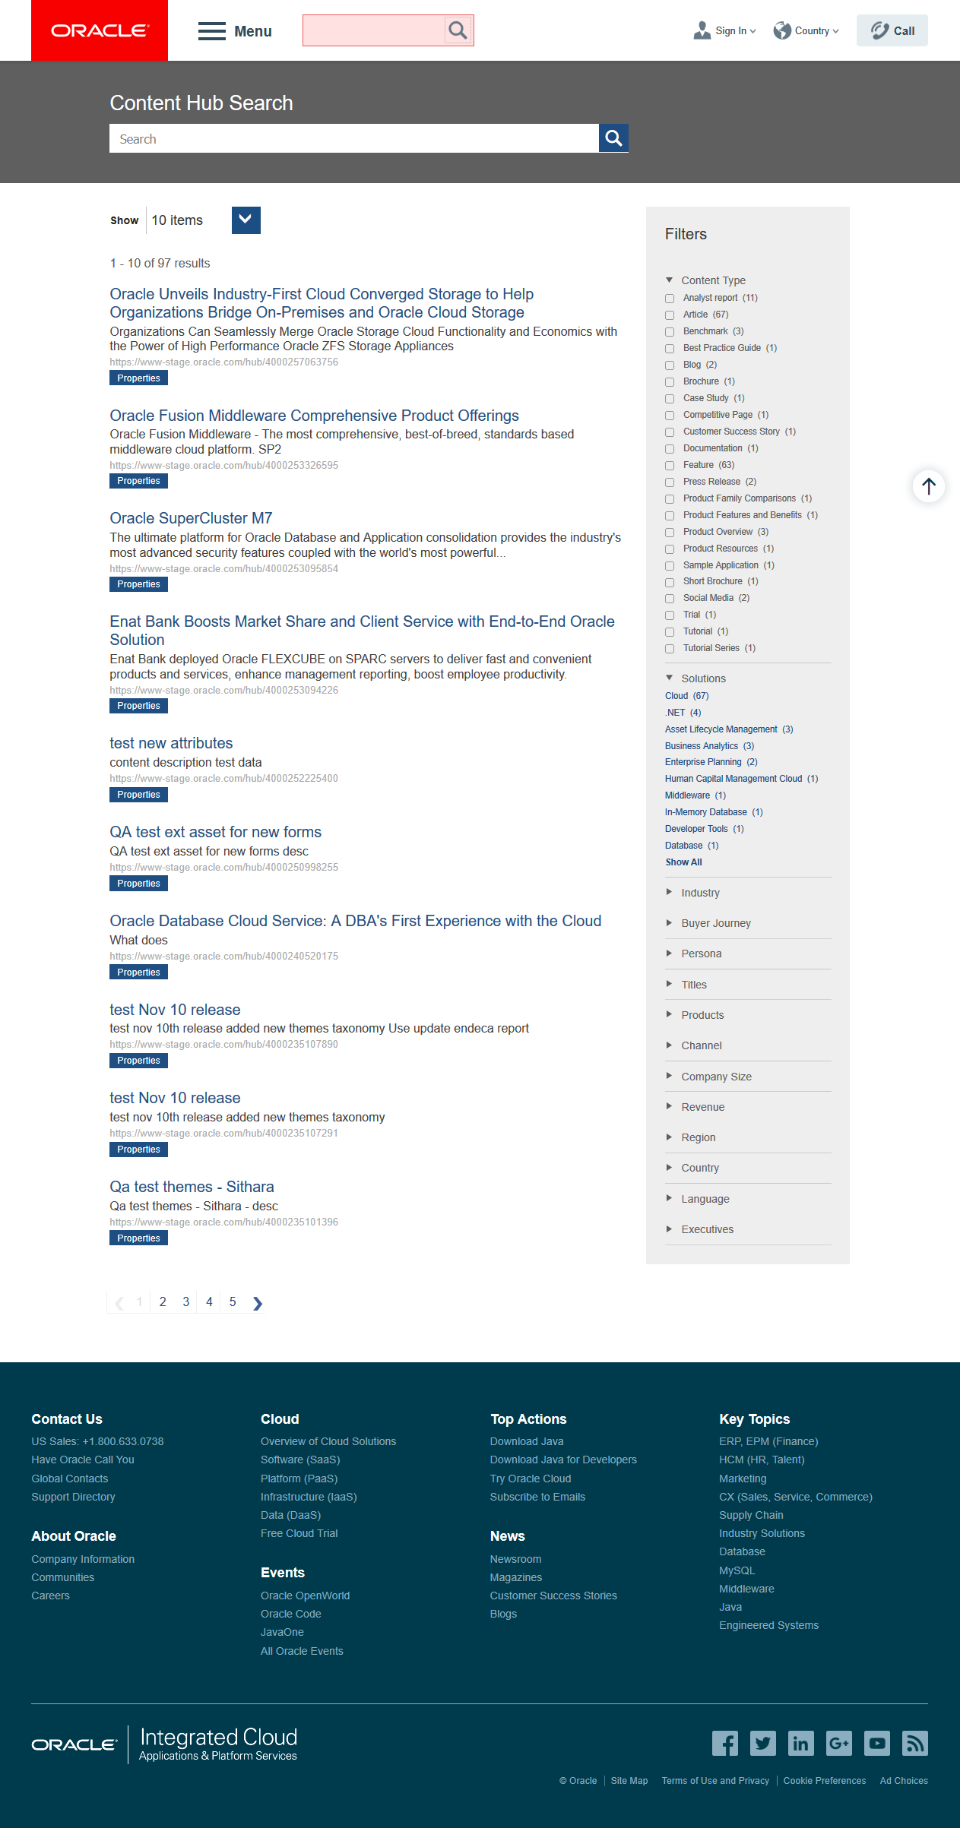 ORACLE
Menu
Sign In
Country
Call
Content Hub Search
Search
Show
10 items
1 - 10 of 97 results
Oracle Unveils Industry-First Cloud Converged Storage to Help
Organizations Bridge On-Premises and Oracle Cloud Storage
Organizations Can Seamlessly Merge Oracle Storage Cloud Functionality and Economics with
the Power of High Performance Oracle ZFS Storage Appliances
https://www-stage.oracle.com/hub/4000257063756
Properties
Oracle Fusion Middleware Comprehensive Product Offerings
Oracle Fusion Middleware - The most comprehensive, best-of-breed, standards based
middleware cloud platform. SP2
https://www-stage.oracle.com/hub/4000253326595
Properties
Oracle SuperCluster M7
The ultimate platform for Oracle Database and Application consolidation provides the industry's
most advanced security features coupled with the world's most powerful...
https://www-stage.oracle.com/hub/4000253095854
Properties
Enat Bank Boosts Market Share and Client Service with End-to-End Oracle
Solution
Enat Bank deployed Oracle FLEXCUBE on SPARC servers to deliver fast and convenient
products and services, enhance management reporting, boost employee productivity.
https://www-stage.oracle.com/hub/4000253094226
Properties
test new attributes
content description test data
https://www-stage.oracle.com/hub/4000252225400
Properties
QA test ext asset for new forms
QA test ext asset for new forms desc
https://www-stage.oracle.com/hub/4000250998255
Properties
Oracle Database Cloud Service: A DBA's First Experience with the Cloud
What does
https://www-stage.oracle.com/hub/4000240520175
Properties
test Nov 10 release
test nov 10th release added new themes taxonomy Use update endeca report
https://www-stage.oracle.com/hub/4000235107890
Properties
test Nov 10 release
test nov 10th release added new themes taxonomy
https://www-stage.oracle.com/hub/4000235107291
Properties
Qa test themes - Sithara
Qa test themes - Sithara - desc
https://www-stage.oracle.com/hub/4000235101396
Properties
1 2 3 4 5
Filters
Content Type
Analyst report (11)
Article (67)
Benchmark (3)
Best Practice Guide (1)
Blog (2)
Brochure (1)
Case Study (1)
Competitive Page (1)
Customer Success Story (1)
Documentation (1)
Feature (63)
Press Release (2)
Product Family Comparisons (1)
Product Features and Benefits (1)
Product Overview (3)
Product Resources (1)
Sample Application (1)
Short Brochure (1)
Social Media (2)
Trial (1)
Tutorial (1)
Tutorial Series (1)
Solutions
Cloud (67)
.NET (4)
Asset Lifecycle Management (3)
Business Analytics (3)
Enterprise Planning (2)
Human Capital Management Cloud (1)
Middleware (1)
In-Memory Database (1)
Developer Tools (1)
Database (1)
Show All
Industry
Buyer Journey
Persona
Titles
Products
Channel
Company Size
Revenue
Region
Country
Language
Executives
Contact Us
US Sales: +1.800.633.0738
Have Oracle Call You
Global Contacts
Support Directory
About Oracle
Company Information
Communities
Careers
Cloud
Overview of Cloud Solutions
Software (SaaS)
Platform (PaaS)
Infrastructure (IaaS)
Data (DaaS)
Free Cloud Trial
Events
Oracle OpenWorld
Oracle Code
JavaOne
All Oracle Events
Top Actions
Download Java
Download Java for Developers
Try Oracle Cloud
Subscribe to Emails
News
Newsroom
Magazines
Customer Success Stories
Blogs
Key Topics
ERP, EPM (Finance)
HCM (HR, Talent)
Marketing
CX (Sales, Service, Commerce)
Supply Chain
Industry Solutions
Database
MySQL
Middleware
Java
Engineered Systems
ORACLE
Integrated Cloud
Applications & Platform Services
© Oracle | Site Map Terms of Use and Privacy | Cookie Preferences Ad Choices